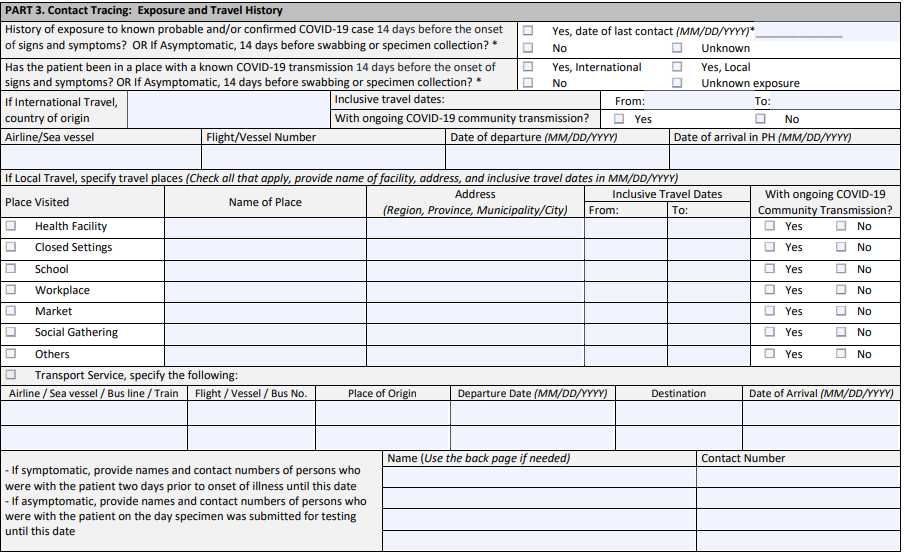 PART 3. Contact Tracing: Exposure and Travel History
History of exposure to known probable and/or confirmed COVID-19 case 14 days before the onset
of signs and symptoms? OR If Asymptomatic, 14 days before swabbing or specimen collection? *
Yes, date of last contact (MM/DD/YYYY)*______________
No Unknown
Has the patient been in a place with a known COVID-19 transmission 14 days before the onset of
signs and symptoms? OR If Asymptomatic, 14 days before swabbing or specimen collection? *
Yes, International Yes, Local
No Unknown exposure
If International Travel,
country of origin
Inclusive travel dates: From: To:
With ongoing COVID-19 community transmission? Yes No
Airline/Sea vessel Flight/Vessel Number Date of departure (MM/DD/YYYY) Date of arrival in PH (MM/DD/YYYY)
If Local Travel, specify travel places (Check all that apply, provide name of facility, address, and inclusive travel dates in MM/DD/YYYY)
Place Visited Name of Place
Address
(Region, Province, Municipality/City)
Inclusive Travel Dates
From: To:
With ongoing COVID-19
Community Transmission?
Health Facility Yes No
Closed Settings Yes No
School Yes No
Workplace Yes No
Market Yes No
Social Gathering Yes No
Others Yes No
Transport Service, specify the following:
Airline / Sea vessel / Bus line / Train Flight / Vessel / Bus No. Place of Origin Departure Date (MM/DD/YYYY) Destination Date of Arrival (MM/DD/YYYY)
- If symptomatic, provide names and contact numbers of persons who
were with the patient two days prior to onset of illness until this date
- If asymptomatic, provide names and contact numbers of persons who
were with the patient on the day specimen was submitted for testing
until this date
Name (Use the back page if needed) Contact Number